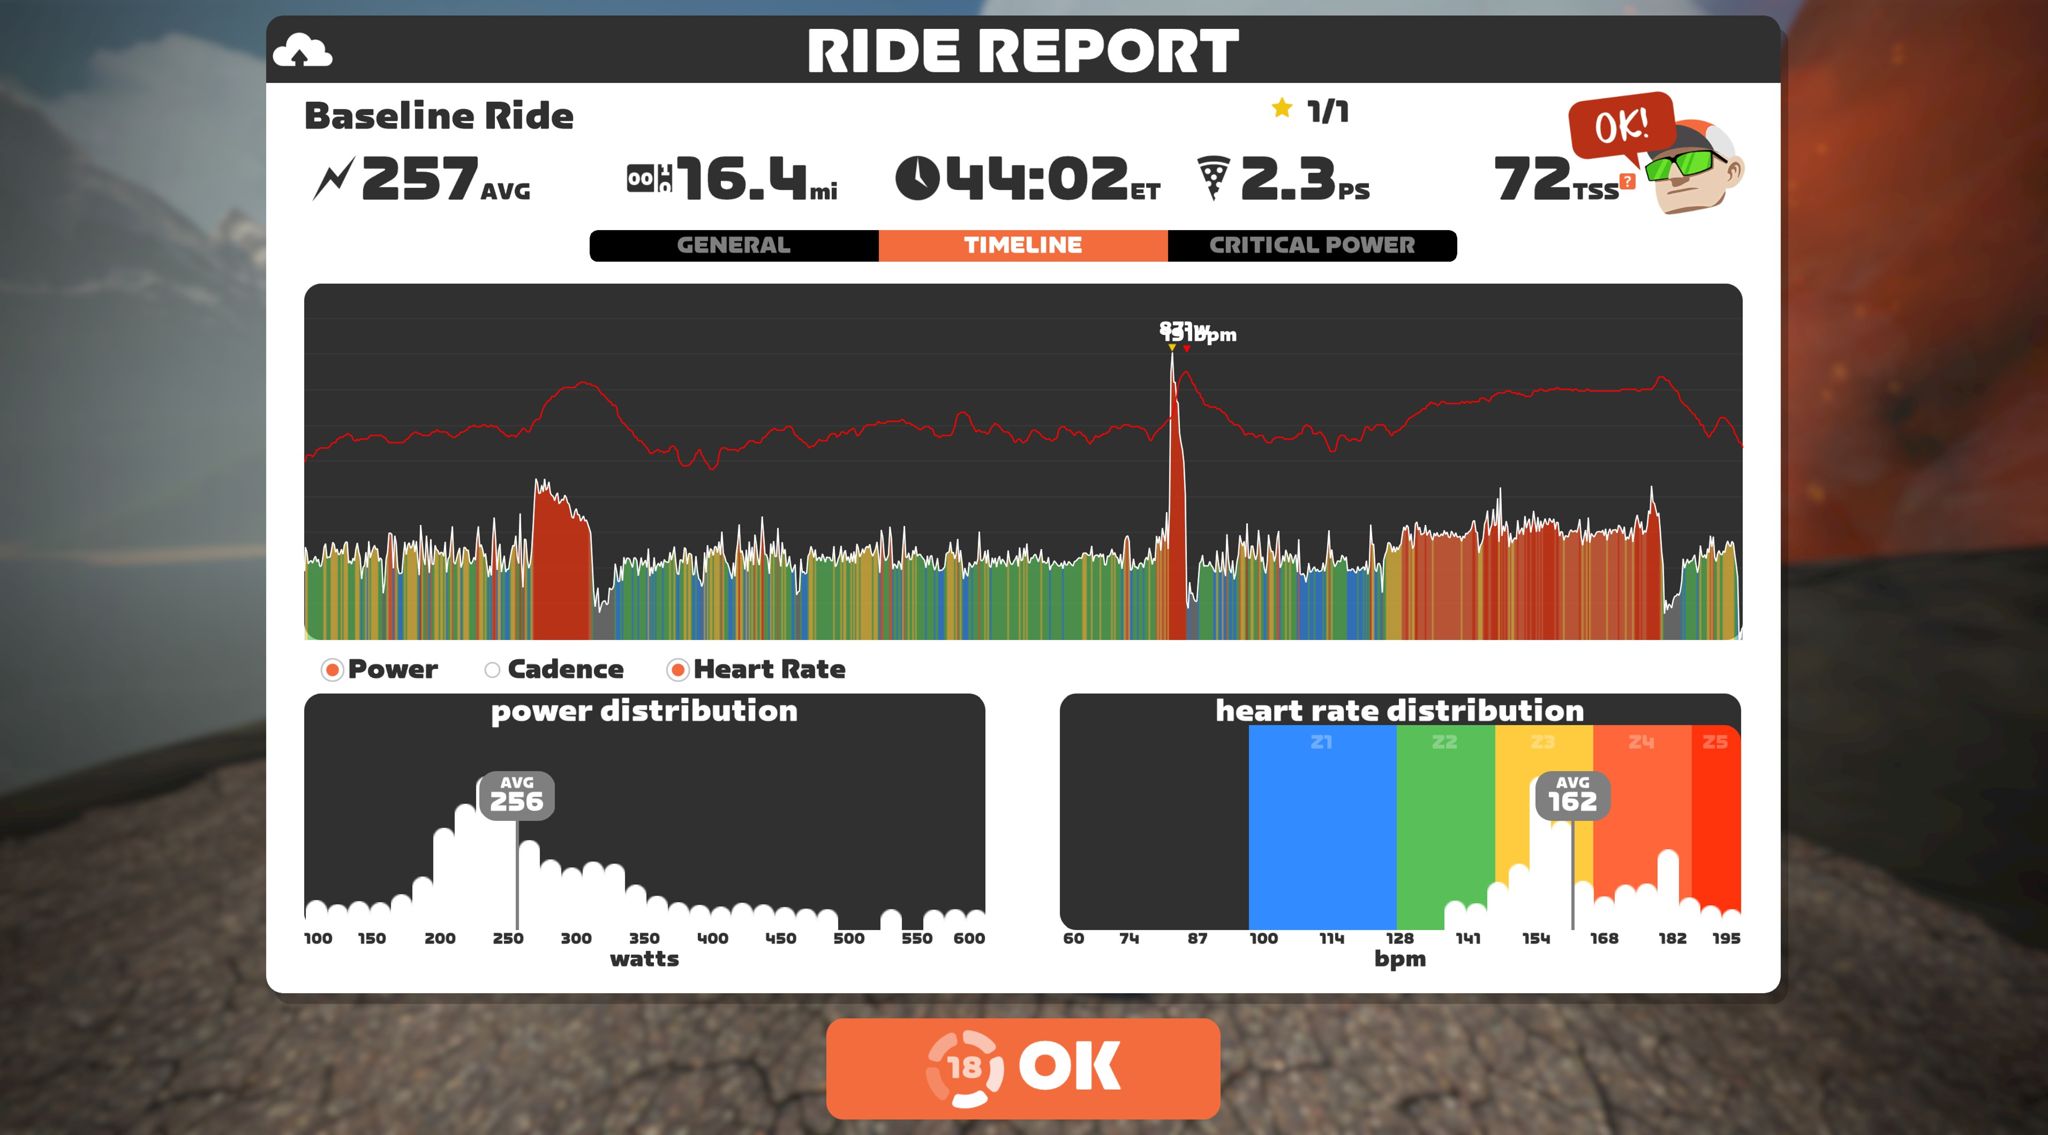 RIDE REPORT
Baseline Ride
1/1
OK!
257AVG
16.4mi
44:02ET
2.3PS
72TSS?
GENERAL
TIMELINE
CRITICAL POWER
191bpm
Power
Cadence
Heart Rate
power distribution
AVG
256
100 150 200 250 300 350 400 450 500 550 600
watts
heart rate distribution
Z1 Z2 Z3 Z4 Z5
AVG
162
60 74 87 100 114 128 141 154 168 182 195
bpm
18 OK